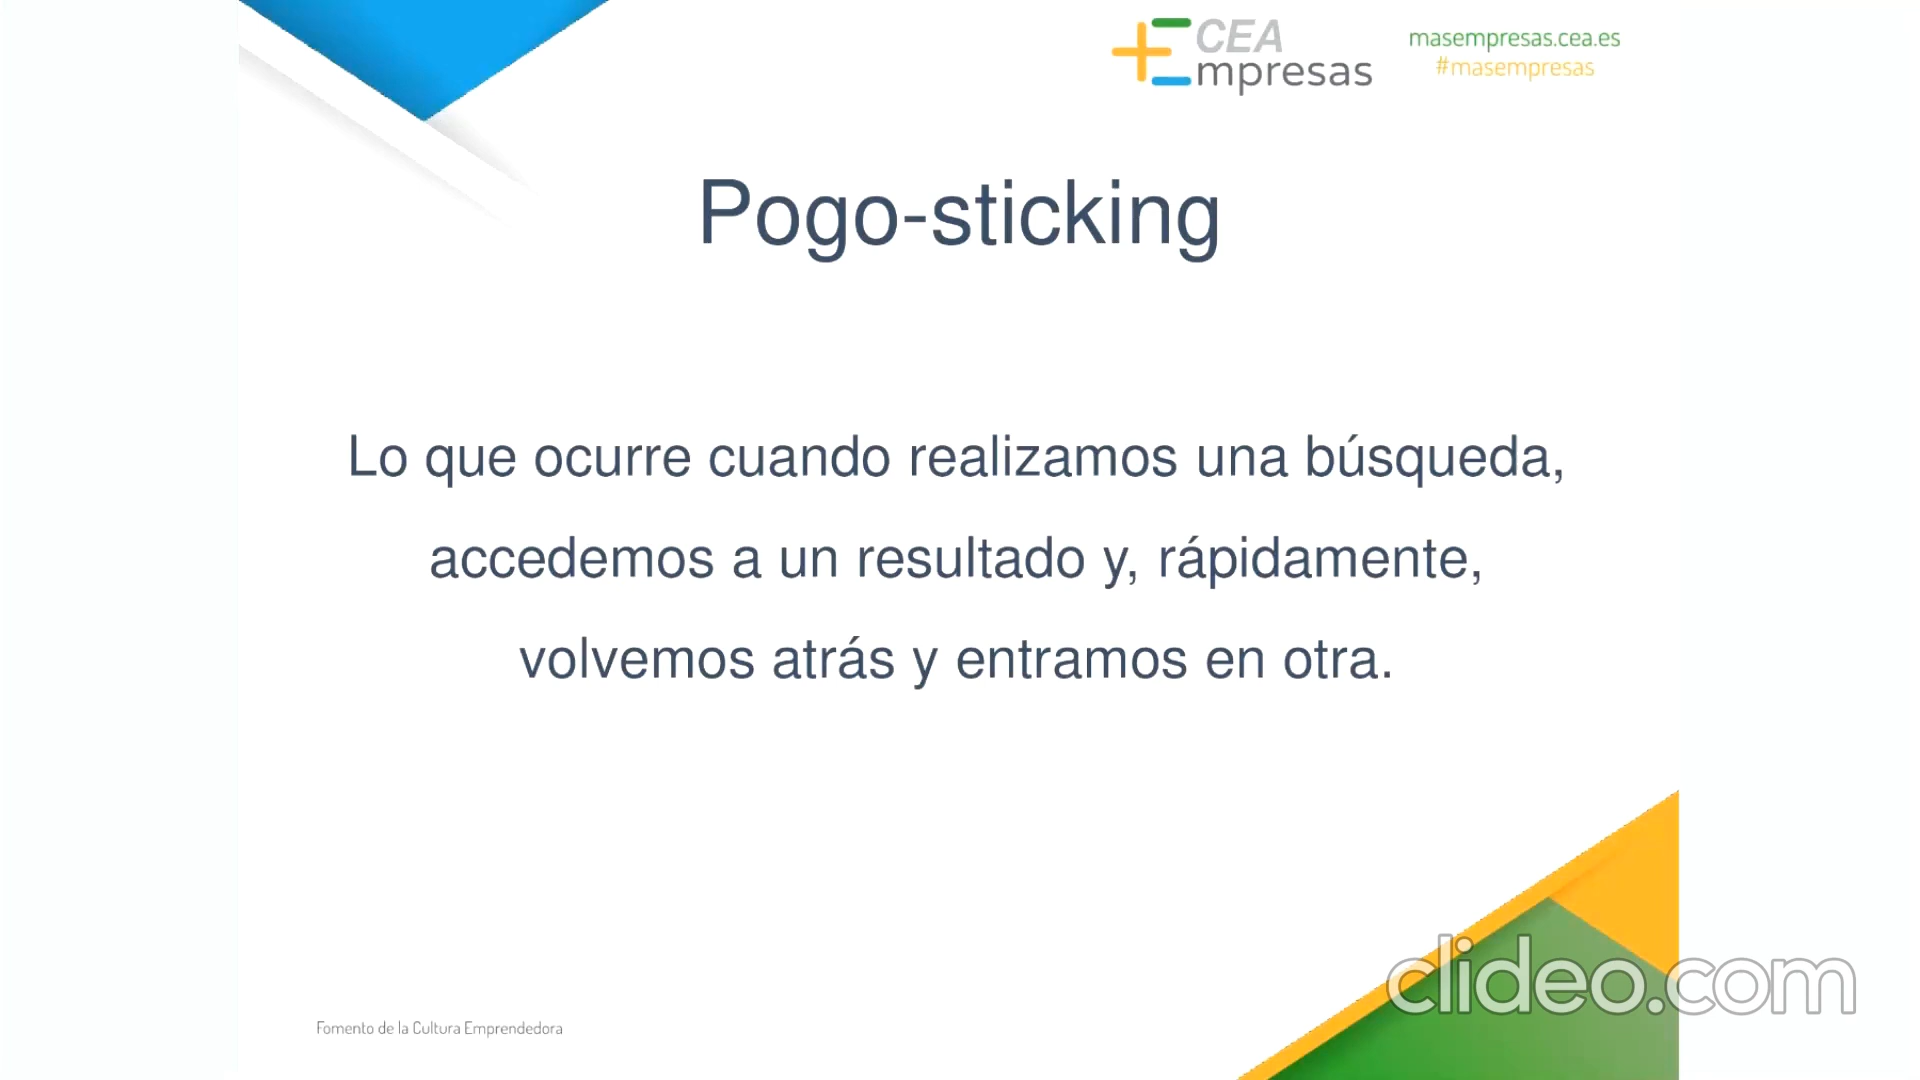 CEA
Empresas
masempresas.cea.es
#masempresas
Pogo-sticking
Lo que ocurre cuando realizamos una búsqueda,
accedemos a un resultado y, rápidamente,
volvemos atrás y entramos en otra.
Fomento de la Cultura Emprendedora
clideo.com